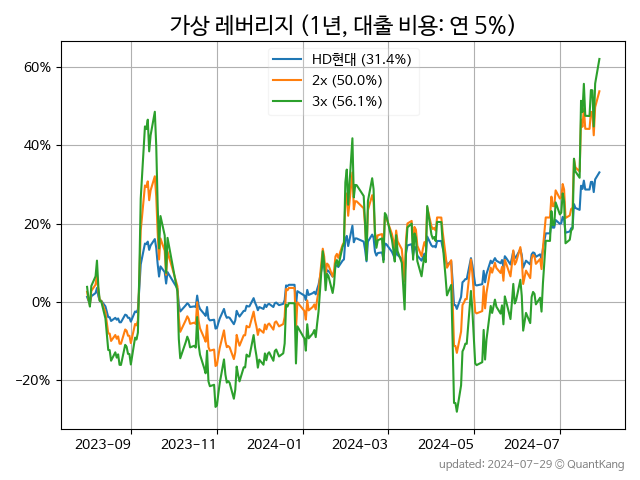 가상 레버리지 (1년, 대출 비용: 연 5%)
HD현대 (31.4%)
2x (50.0%)
3x (56.1%)
60%
40%
20%
0%
−20%
2023-09
2023-11
2024-01
2024-03
2024-05
2024-07
updated: 2024-07-29 © QuantKang